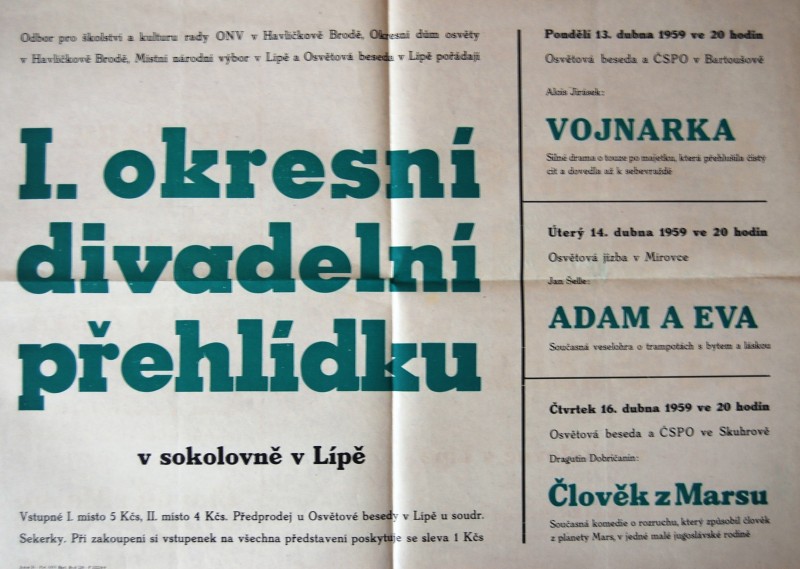 Odbor pro školství a kulturu rady ONV v Havlíčkově Brodě, Okresní dům osvěty
v Havlíčkově Brodě, Místní národní výbor v Lípě a Osvětová beseda v Lípě pořádají
I. okresní
divadelní
přehlídku
v sokolovně v Lípě
Vstupné I. místo 5 Kčs, II. místo 4 Kčs. Předprodej u Osvětové besedy v Lípě u soudr.
Sekerky. Při zakoupení si vstupenek na všechna představení poskytuje se sleva 1 Kčs
Pondělí 13. dubna 1959 ve 20 hodin
Osvětová beseda a ČSPO v Bartoušově
Alois Jirásek:
VOJNARKA
Silné drama o touze po majetku, která přehlušila čistý
cit a dovedla až k sebevraždě
Úterý 14. dubna 1959 ve 20 hodin
Osvětová jizba v Mírovce
Jan Šelle:
ADAM A EVA
Současná veselohra o trampotách s bytem a láskou
Čtvrtek 16. dubna 1959 ve 20 hodin
Osvětová beseda a ČSPO ve Skuhrově
Dragutin Dobričanin:
Člověk z Marsu
Současná komedie o rozruchu, který způsobil člověk
z planety Mars, v jedné malé jugoslávské rodině